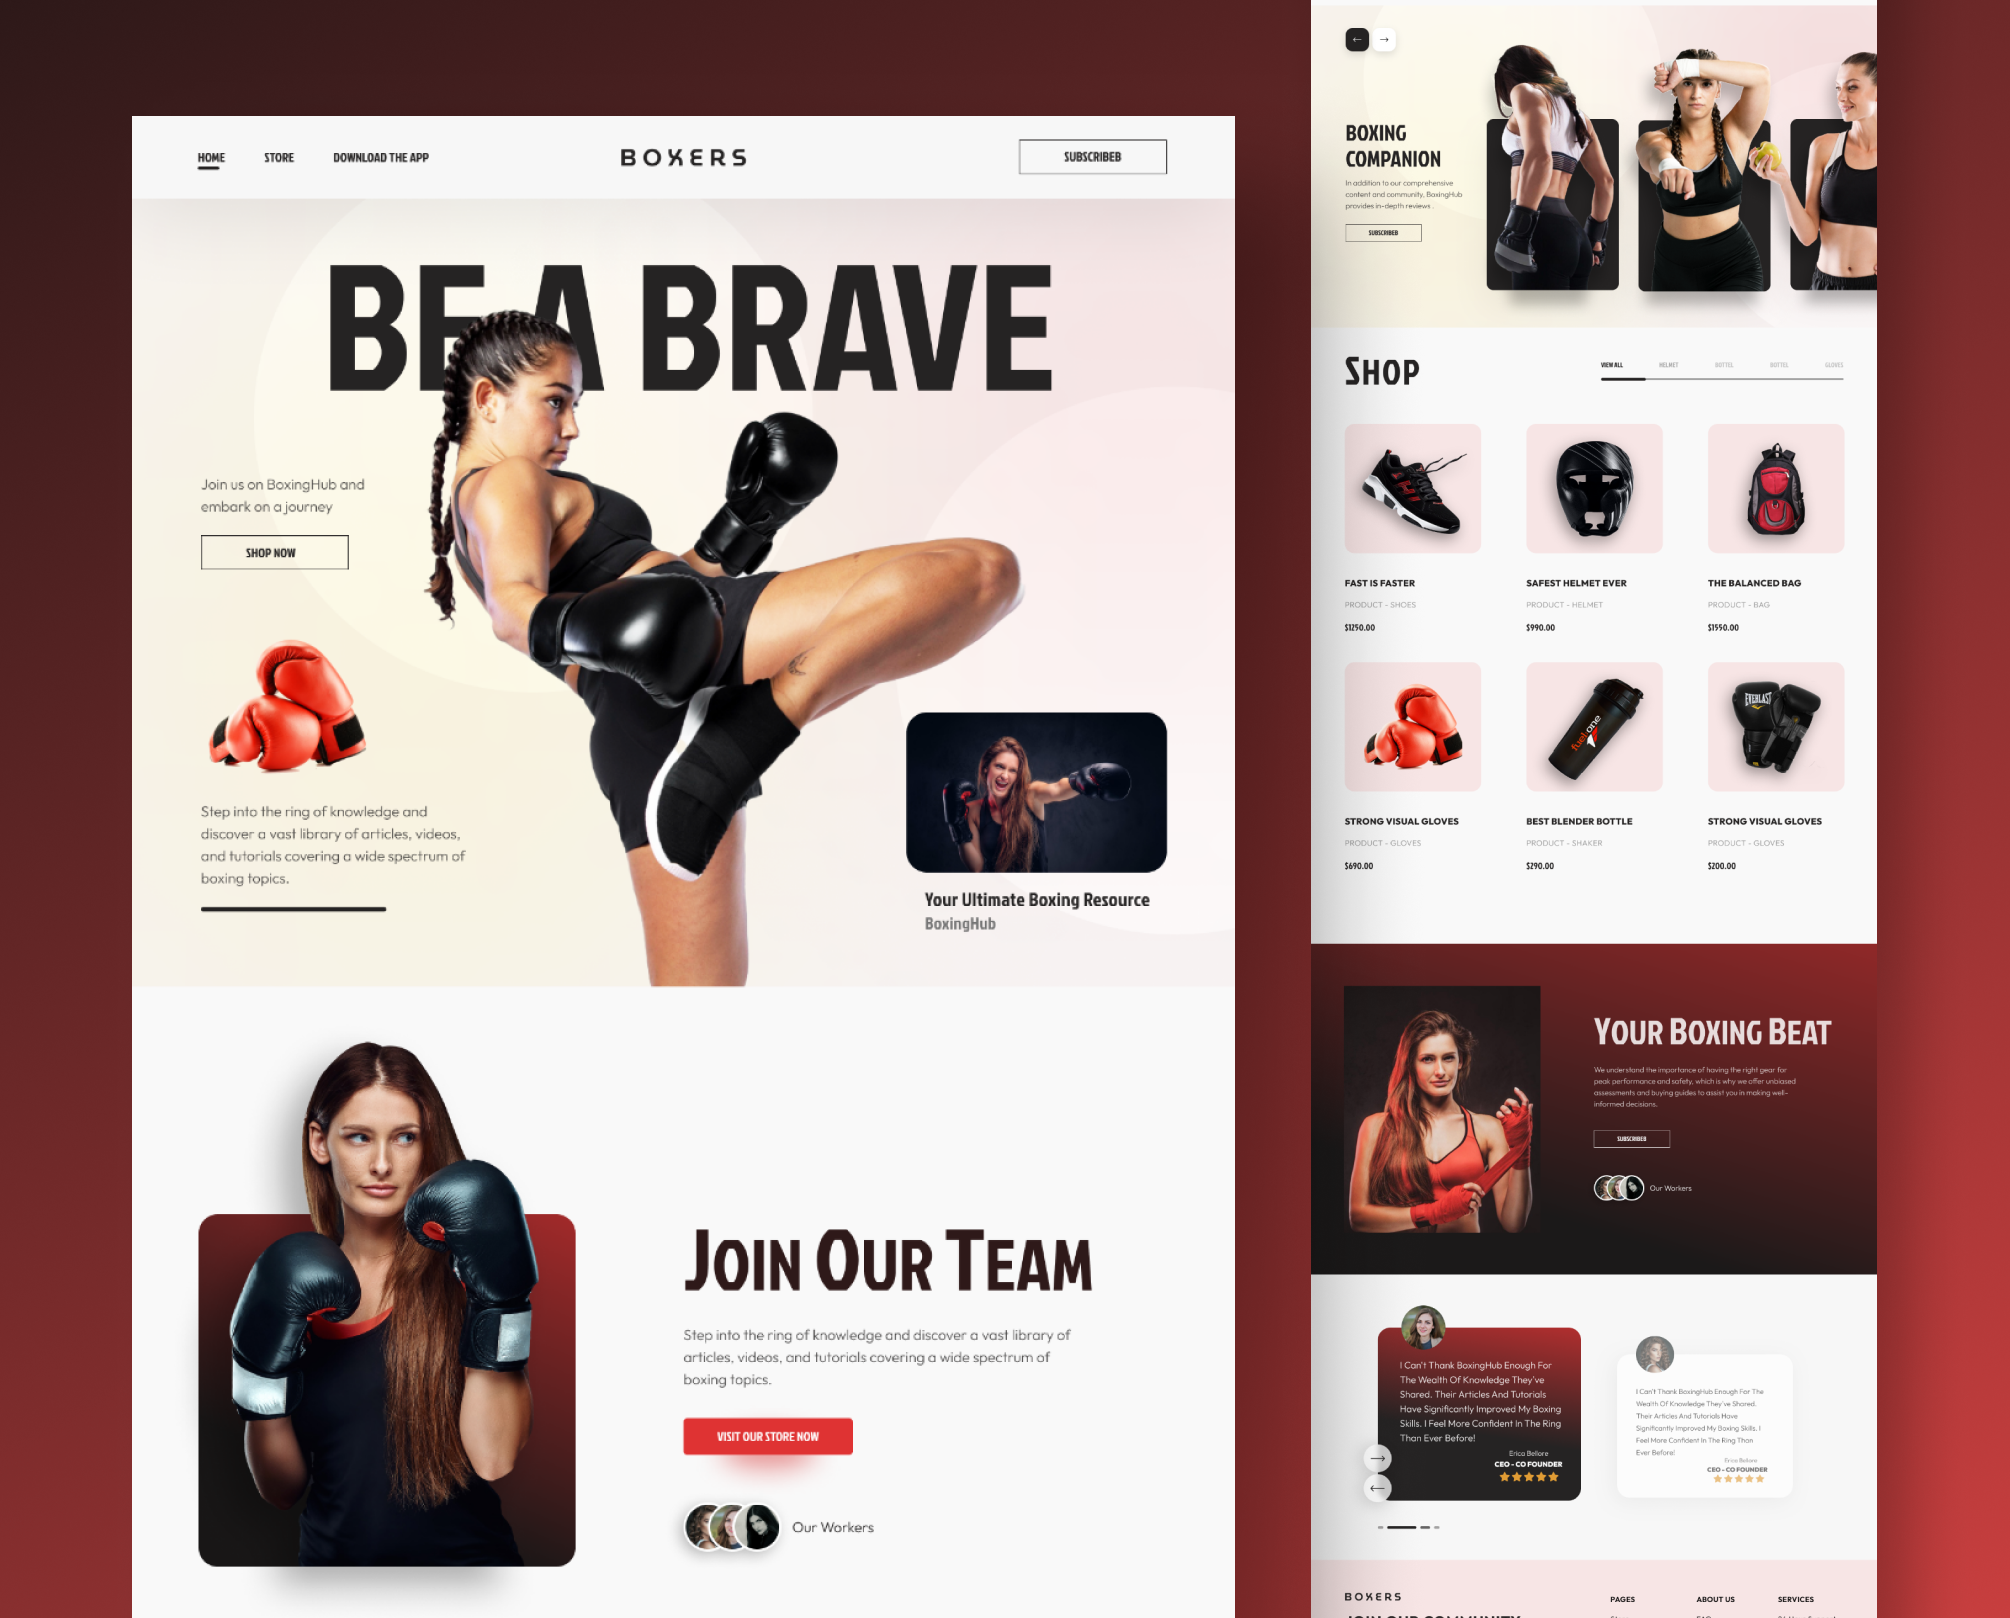 HOME
STORE
DOWNLOAD THE APP
BOXERS
SUBSCRIBEB
BE A BRAVE
Join us on BoxingHub and
embark on a journey
SHOP NOW
Step into the ring of knowledge and
discover a vast library of articles, videos,
and tutorials covering a wide spectrum of
boxing topics.
Your Ultimate Boxing Resource
BoxingHub
JOIN OUR TEAM
Step into the ring of knowledge and discover a vast library of
articles, videos, and tutorials covering a wide spectrum of
boxing topics.
VISIT OUR STORE NOW
Our Workers
BOXING
COMPANION
In addition to our comprehensive
content and community, BoxingHub
provides in-depth reviews .
SUBSCRIBEB
SHOP
VIEW ALL
HELMET
BOTTEL
BOTTEL
GLOVES
FAST IS FASTER
PRODUCT - SHOES
$1250.00
SAFEST HELMET EVER
PRODUCT - HELMET
$990.00
THE BALANCED BAG
PRODUCT - BAG
$1550.00
fuel one
EVERLAST
STRONG VISUAL GLOVES
PRODUCT - GLOVES
$690.00
BEST BLENDER BOTTLE
PRODUCT - SHAKER
$290.00
STRONG VISUAL GLOVES
PRODUCT - GLOVES
$200.00
YOUR BOXING BEAT
We understand the importance of having the right gear for
peak performance and safety, which is why we offer unbiased
assessments and buying guides to assist you in making well-
informed decisions.
SUBSCRIBEB
Our Workers
I Can't Thank BoxingHub Enough For
The Wealth Of Knowledge They've
Shared. Their Articles And Tutorials
Have Significantly Improved My Boxing
Skills. I Feel More Confident In The Ring
Than Ever Before!
Erica Bellore
CEO - CO FOUNDER
I Can't Thank BoxingHub Enough For The
Wealth Of Knowledge They've Shared.
Their Articles And Tutorials Have
Significantly Improved My Boxing Skills. I
Feel More Confident In The Ring Than
Ever Before!
Erica Bellore
CEO - CO FOUNDER
BOXERS
PAGES
ABOUT US
SERVICES
JOIN OUR COMMUNITY